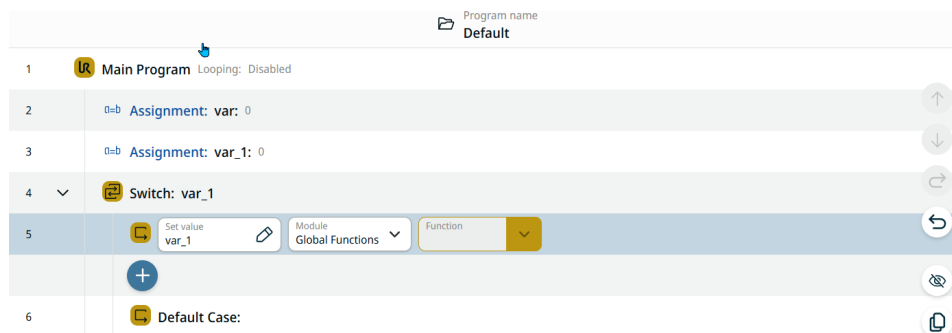 Program name
Default
1 Main Program Looping: Disabled
2 a=b Assignment: var: 0
3 a=b Assignment: var_1: 0
4 Switch: var_1
5 Set value var_1 Module Global Functions Function
6 Default Case: